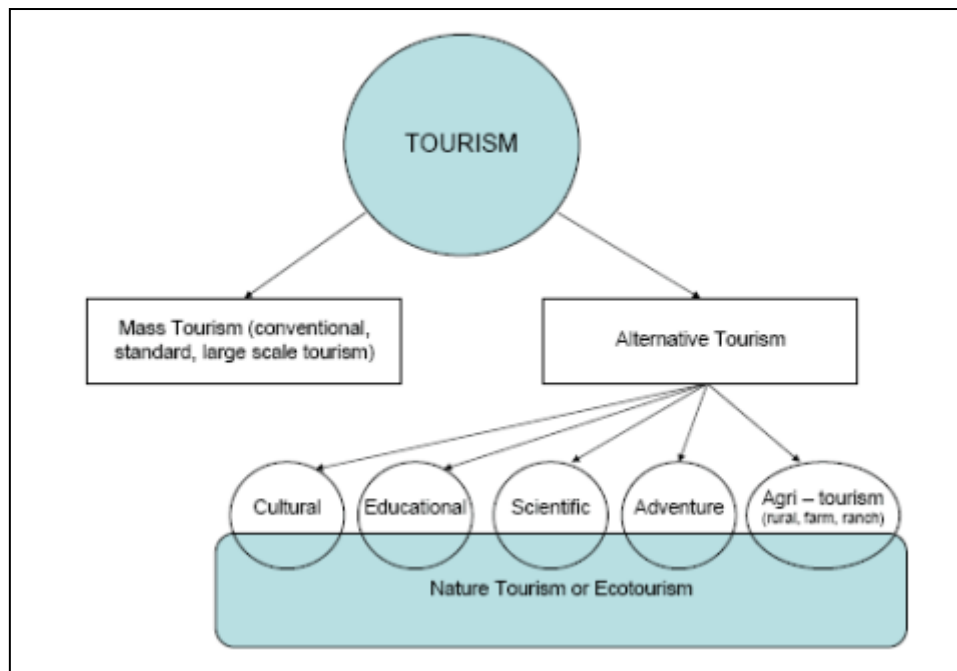 TOURISM
Mass Tourism (conventional,
standard, large scale tourism)
Alternative Tourism
Cultural
Educational
Scientific
Adventure
Agri – tourism
(rural, farm, ranch)
Nature Tourism or Ecotourism